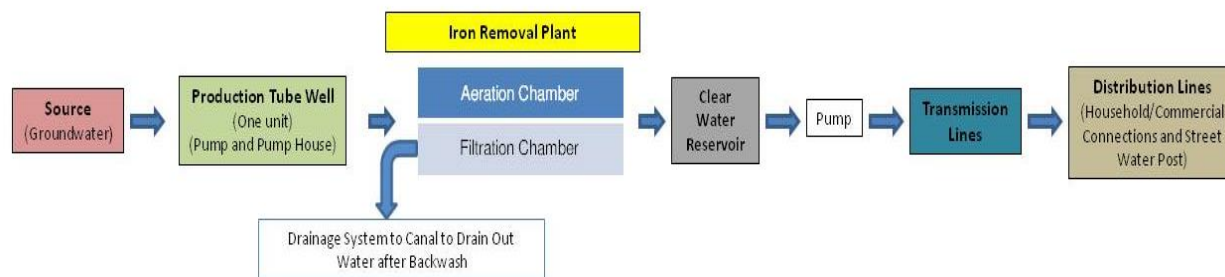 Iron Removal Plant
Source
(Groundwater)
Production Tube Well
(One unit)
(Pump and Pump House)
Aeration Chamber
Filtration Chamber
Clear
Water
Reservoir
Pump
Transmission
Lines
Distribution Lines
(Household/Commercial
Connections and Street
Water Post)
Drainage System to Canal to Drain Out
Water after Backwash